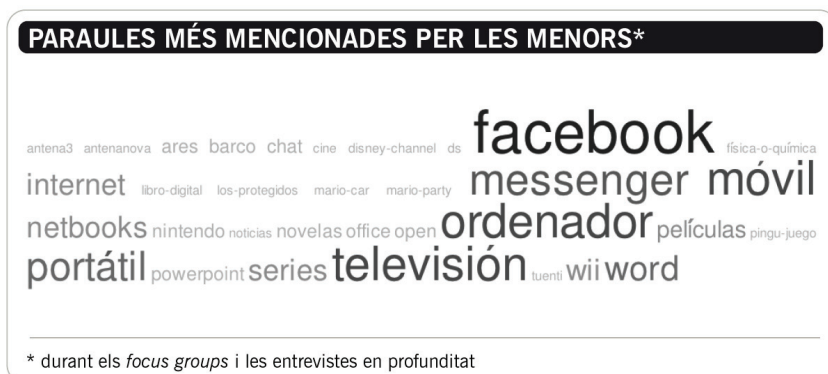 PARAULES MÉS MENCIONADES PER LES MENORS*
antena3 antenanova ares barco chat cine disney-channel ds facebook física-o-química
internet libro-digital los-protegidos mario-car mario-party messenger móvil
netbooks nintendo noticias novelas office open ordenador películas pingu-juego
portátil powerpoint series televisión tuenti wii word
* durant els focus groups i les entrevistes en profunditat